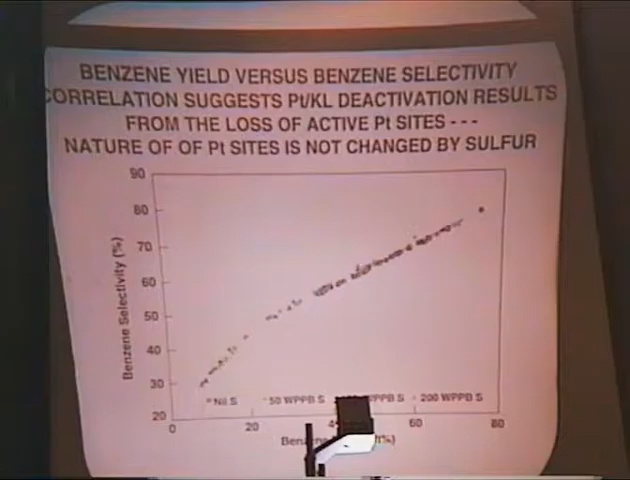 BENZENE YIELD VERSUS BENZENE SELECTIVITY
CORRELATION SUGGESTS Pt/KL DEACTIVATION RESULTS
FROM THE LOSS OF ACTIVE Pt SITES ---
NATURE OF OF Pt SITES IS NOT CHANGED BY SULFUR
90
80
70
60
50
40
30
20
Benzene Selectivity (%)
Nil S 50 WPPB S WPPB S 200 WPPB S
0 20 60 80